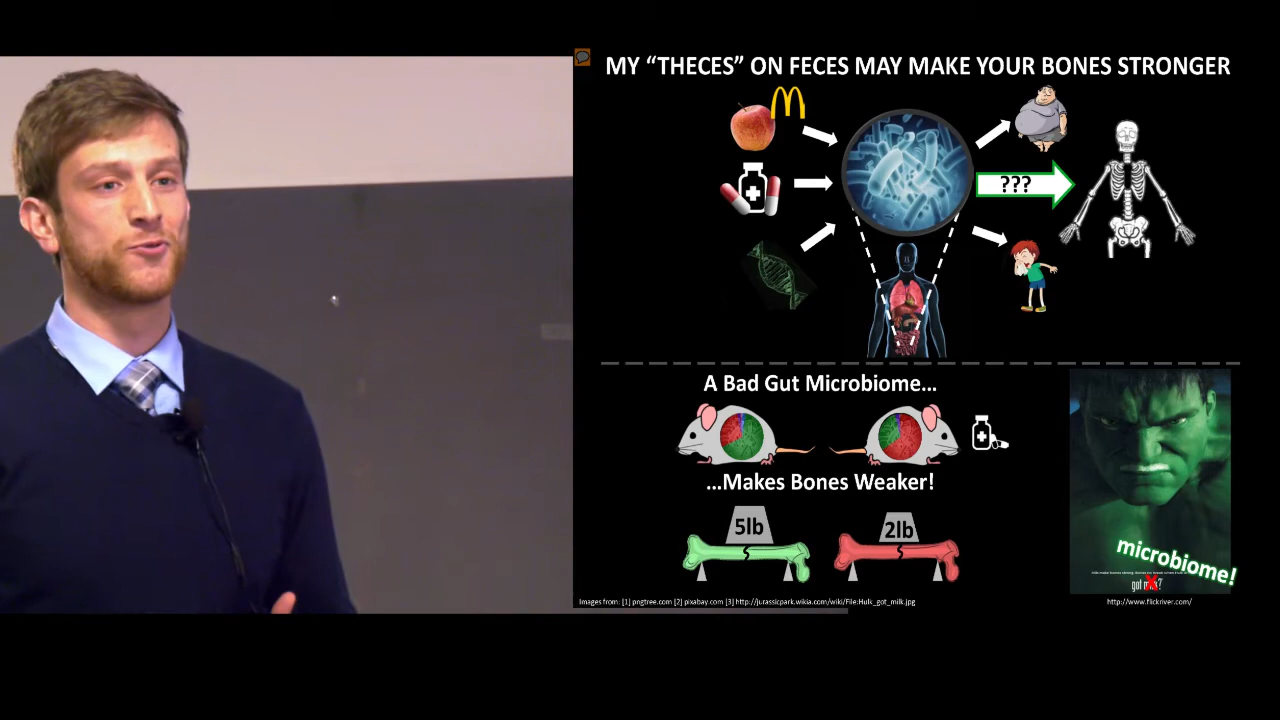 MY “THECES” ON FECES MAY MAKE YOUR BONES STRONGER
???
A Bad Gut Microbiome...
...Makes Bones Weaker!
5lb
2lb
microbiome!
got
Images from: [1] pngtree.com [2] pixabay.com [3] http://jurassicpark.wikia.com/wiki/File:Hulk_got_milk.jpg
http://www.flickriver.com/